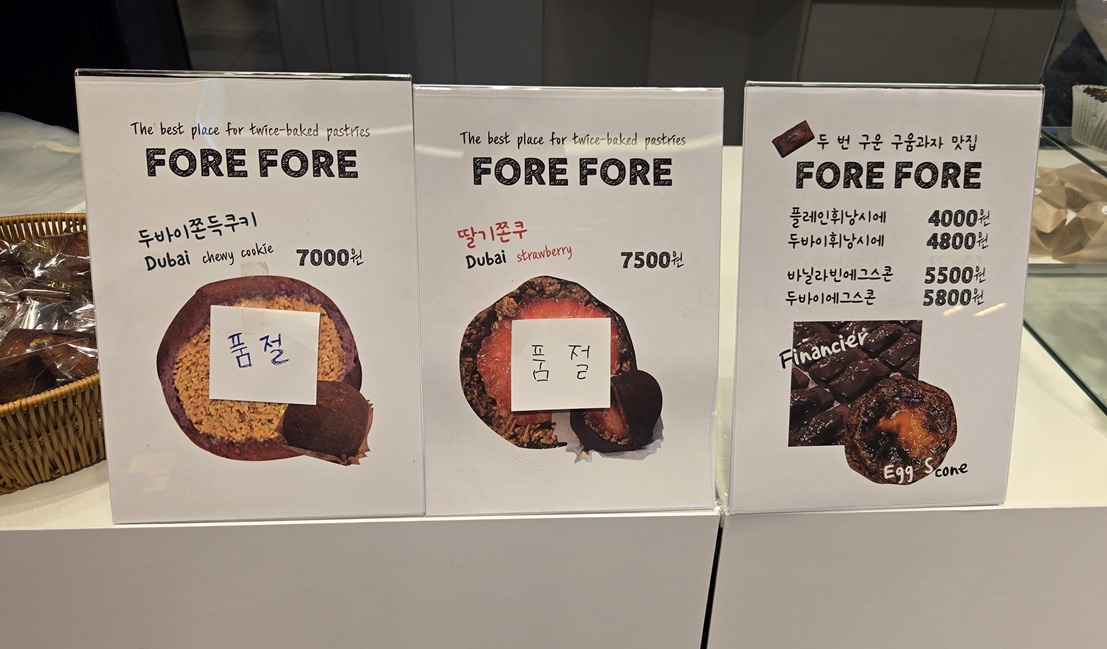 The best place for twice-baked pastries
FORE FORE
두바이쫀득쿠키
Dubai chewy cookie 7000원
품절
The best place for twice-baked pastries
FORE FORE
딸기쫀쿠
Dubai strawberry 7500원
품 절
두 번 구운 구움과자 맛집
FORE FORE
플레인휘낭시에 4000원
두바이휘낭시에 4800원
바닐라빈에그스콘 5500원
두바이에그스콘 5800원
Financier
Egg Scone